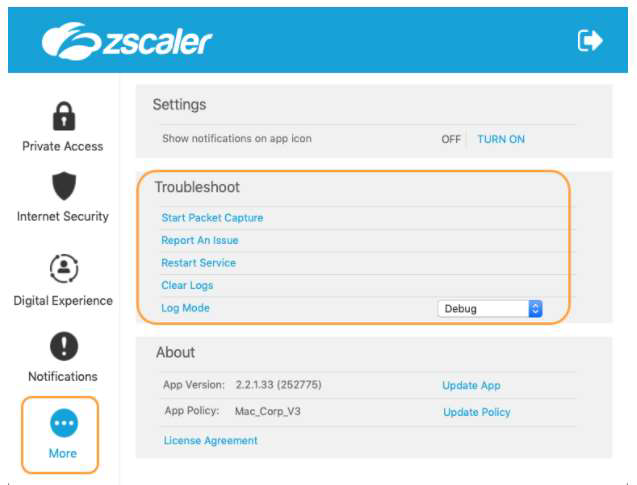 zscaler
Private Access
Internet Security
Digital Experience
Notifications
More
Settings
Show notifications on app icon OFF TURN ON
Troubleshoot
Start Packet Capture
Report An Issue
Restart Service
Clear Logs
Log Mode Debug
About
App Version: 2.2.1.33 (252775) Update App
App Policy: Mac_Corp_V3 Update Policy
License Agreement